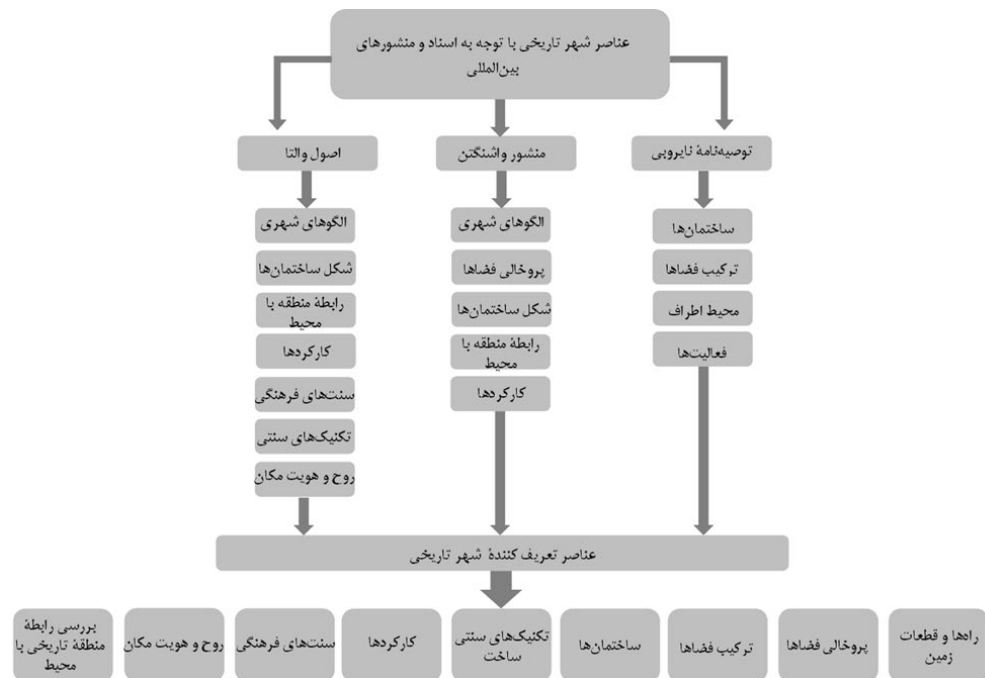 عناصر شهر تاریخی با توجه به اسناد و منشورهای
بین‌المللی
توصیه‌نامهٔ نایروبی
ساختمان‌ها
ترکیب فضاها
محیط اطراف
فعالیت‌ها
منشور واشنگتن
الگوهای شهری
پروخالی فضاها
شکل ساختمان‌ها
رابطهٔ منطقه با
محیط
کارکردها
اصول والتا
الگوهای شهری
شکل ساختمان‌ها
رابطهٔ منطقه با
محیط
کارکردها
سنت‌های فرهنگی
تکنیک‌های سنتی
روح و هویت مکان
عناصر تعریف کنندهٔ شهر تاریخی
راه‌ها و قطعات
زمین
پروخالی فضاها
ترکیب فضاها
ساختمان‌ها
تکنیک‌های سنتی
ساخت
کارکردها
سنت‌های فرهنگی
روح و هویت مکان
بررسی رابطهٔ
منطقهٔ تاریخی با
محیط